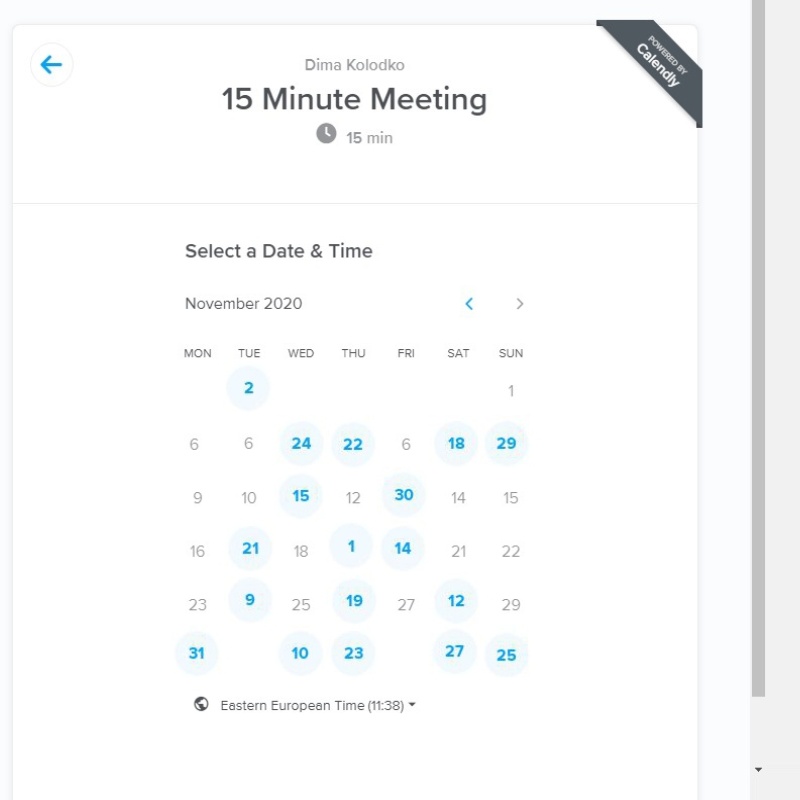 POWERED BY
Calendly
Dima Kolodko
15 Minute Meeting
15 min
Select a Date & Time
November 2020
MON TUE WED THU FRI SAT SUN
2 1
6 6 24 22 6 18 29
9 10 15 12 30 14 15
16 21 18 1 14 21 22
23 9 25 19 27 12 29
31 10 23 27 25
Eastern European Time (11:38)